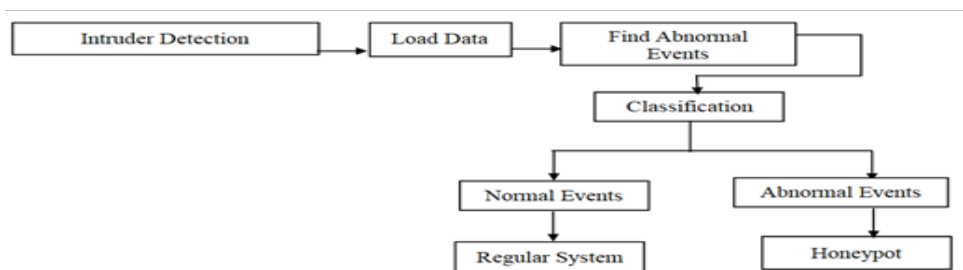 Intruder Detection
Load Data
Find Abnormal
Events
Classification
Normal Events
Abnormal Events
Regular System
Honeypot